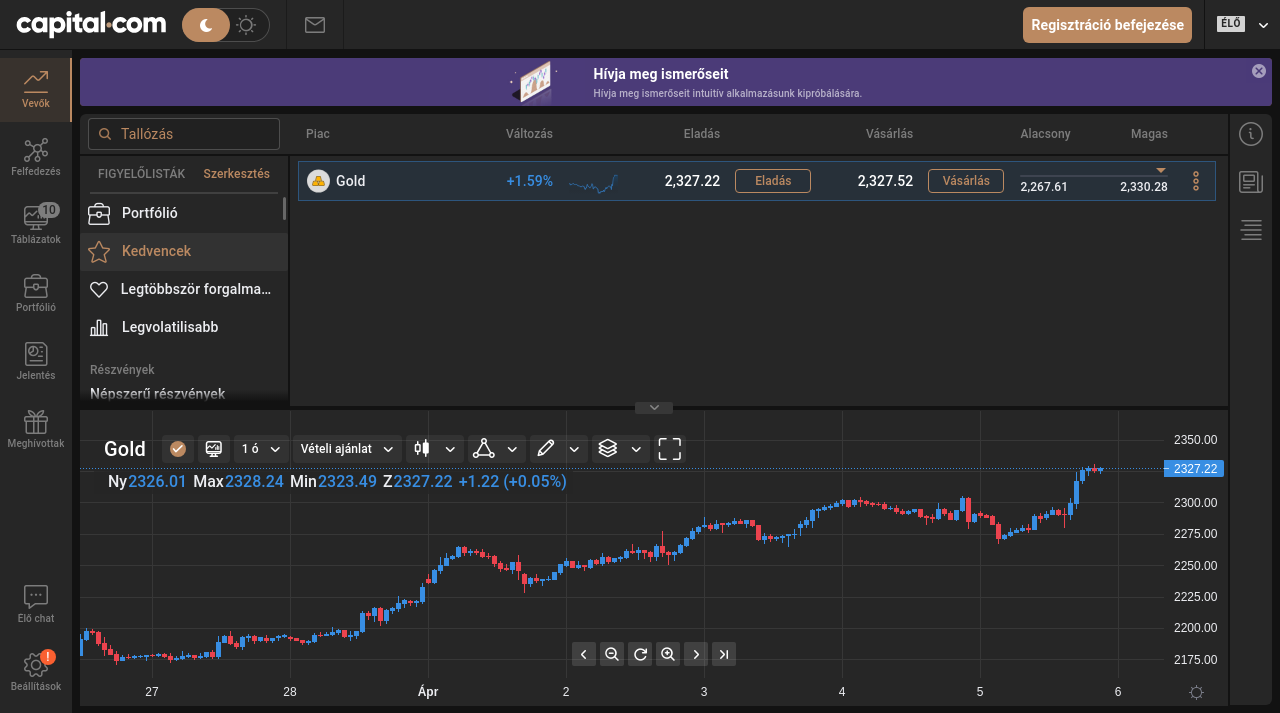 capital.com
Regisztráció befejezése
ÉLŐ
Hívja meg ismerőseit
Hívja meg ismerőseit intuitív alkalmazásunk kipróbálására.
Vevők
Felfedezés
10
Táblázatok
Portfólió
Jelentés
Meghívottak
Élő chat
!
Beállítások
Tallózás
FIGYELŐLISTÁK Szerkesztés
Portfólió
Kedvencek
Legtöbbször forgalma...
Legvolatilisabb
Részvények
Népszerű részvények
Piac Változás Eladás Vásárlás Alacsony Magas
Gold +1.59% 2,327.22 Eladás 2,327.52 Vásárlás 2,267.61 2,330.28
Gold 1 ó Vételi ajánlat
Ny2326.01 Max2328.24 Min2323.49 Z2327.22 +1.22 (+0.05%)
2350.00
2327.22
2300.00
2275.00
2250.00
2225.00
2200.00
2175.00
27 28 Ápr 2 3 4 5 6